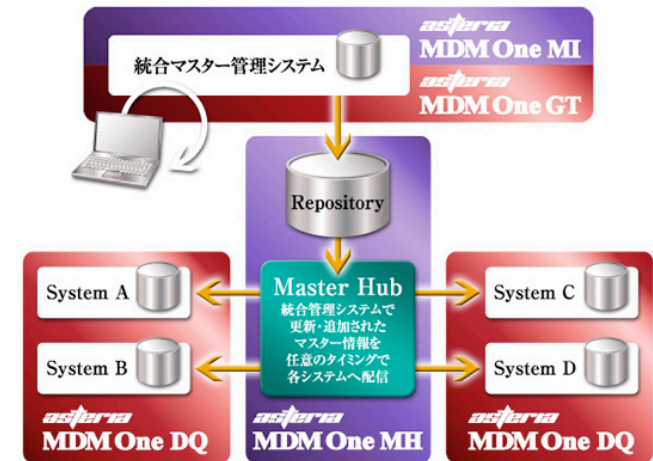 統合マスター管理システム
asteria
MDM One MI
asteria
MDM One GT
Repository
Master Hub
統合管理システムで
更新・追加された
マスター情報を
任意のタイミングで
各システムへ配信
System A
System B
System C
System D
asteria
MDM One DQ
asteria
MDM One MH
asteria
MDM One DQ